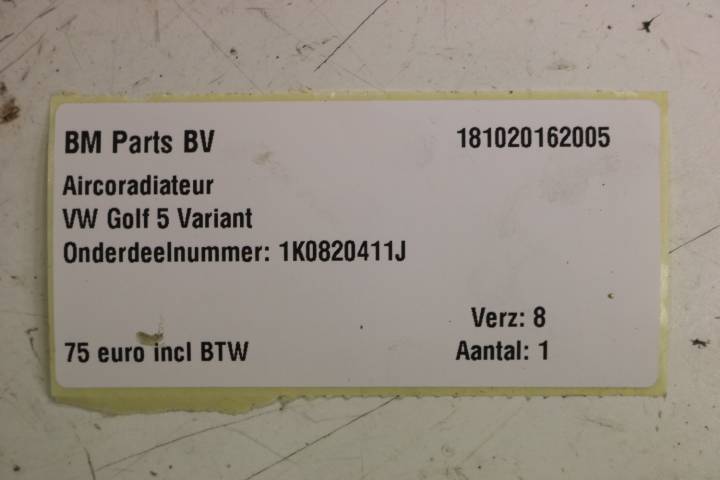 BM Parts BV 181020162005
Aircoradiateur
VW Golf 5 Variant
Onderdeelnummer: 1K0820411J
Verz: 8
75 euro incl BTW Aantal: 1